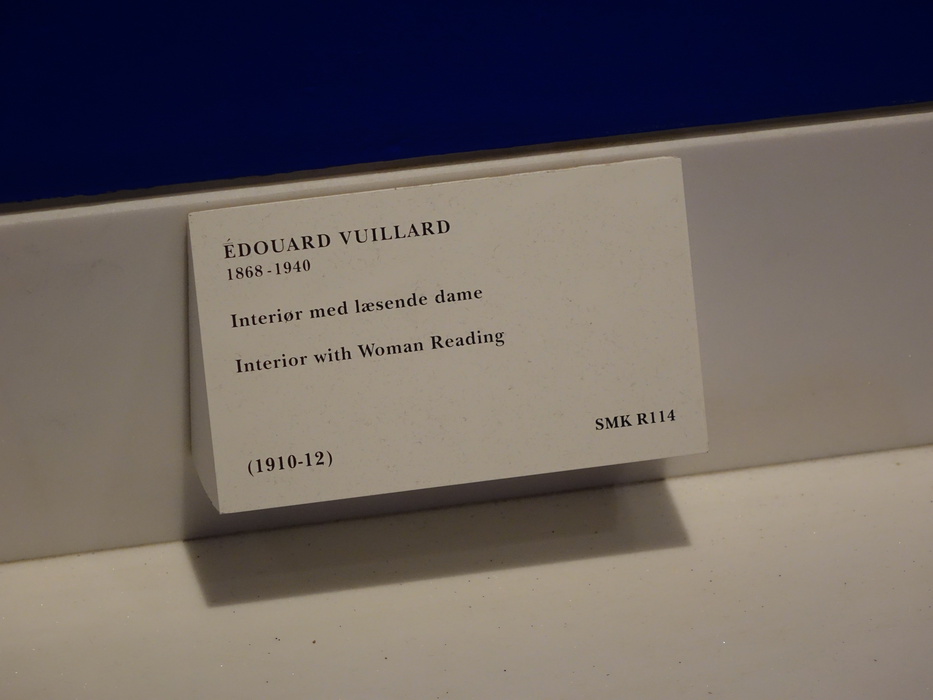 ÉDOUARD VUILLARD
1868-1940
Interiør med læsende dame
Interior with Woman Reading
SMK R114
(1910-12)